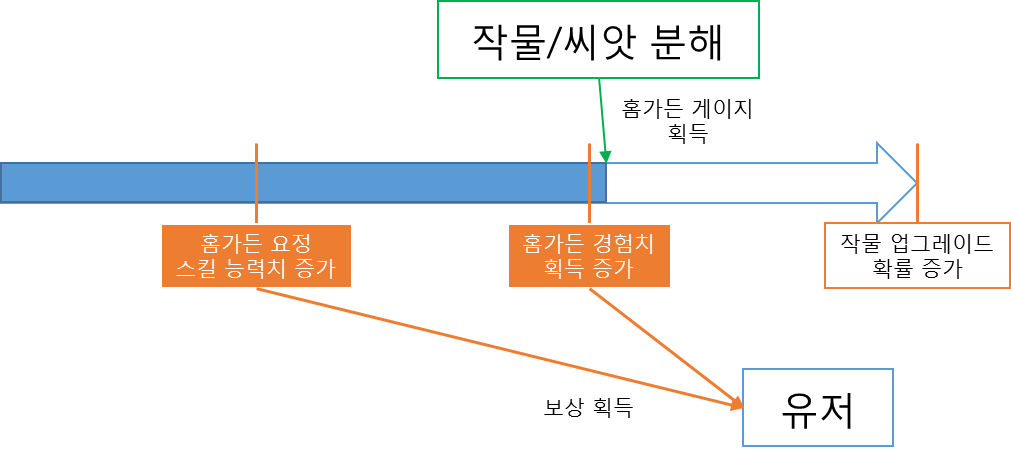 작물/씨앗 분해
홈가든 게이지
획득
홈가든 요정
스킬 능력치 증가
홈가든 경험치
획득 증가
작물 업그레이드
확률 증가
보상 획득
유저